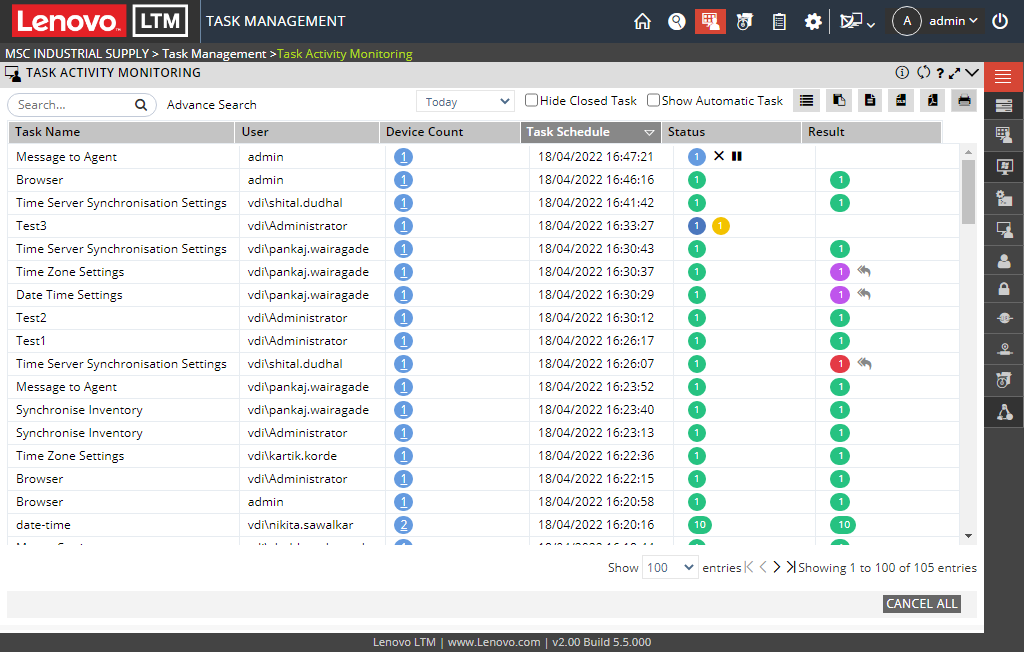 Lenovo LTM TASK MANAGEMENT A admin
MSC INDUSTRIAL SUPPLY > Task Management >Task Activity Monitoring
TASK ACTIVITY MONITORING
Search... Advance Search Today Hide Closed Task Show Automatic Task
Task Name User Device Count Task Schedule Status Result
Message to Agent admin 1 18/04/2022 16:47:21 1
Browser admin 1 18/04/2022 16:46:16 1 1
Time Server Synchronisation Settings vdi\shital.dudhal 1 18/04/2022 16:41:42 1 1
Test3 vdi\Administrator 1 18/04/2022 16:33:27 1 1
Time Server Synchronisation Settings vdi\pankaj.wairagade 1 18/04/2022 16:30:43 1 1
Time Zone Settings vdi\pankaj.wairagade 1 18/04/2022 16:30:37 1 1
Date Time Settings vdi\pankaj.wairagade 1 18/04/2022 16:30:29 1 1
Test2 vdi\Administrator 1 18/04/2022 16:30:12 1 1
Test1 vdi\Administrator 1 18/04/2022 16:26:17 1 1
Time Server Synchronisation Settings vdi\shital.dudhal 1 18/04/2022 16:26:07 1 1
Message to Agent vdi\pankaj.wairagade 1 18/04/2022 16:23:52 1 1
Synchronise Inventory vdi\pankaj.wairagade 1 18/04/2022 16:23:40 1 1
Synchronise Inventory vdi\Administrator 1 18/04/2022 16:23:13 1 1
Time Zone Settings vdi\kartik.korde 1 18/04/2022 16:22:36 1 1
Browser vdi\Administrator 1 18/04/2022 16:22:15 1 1
Browser admin 1 18/04/2022 16:20:58 1 1
date-time vdi\nikita.sawalkar 2 18/04/2022 16:20:16 10 10
Show 100 entries Showing 1 to 100 of 105 entries
CANCEL ALL
Lenovo LTM | www.Lenovo.com | v2.00 Build 5.5.000